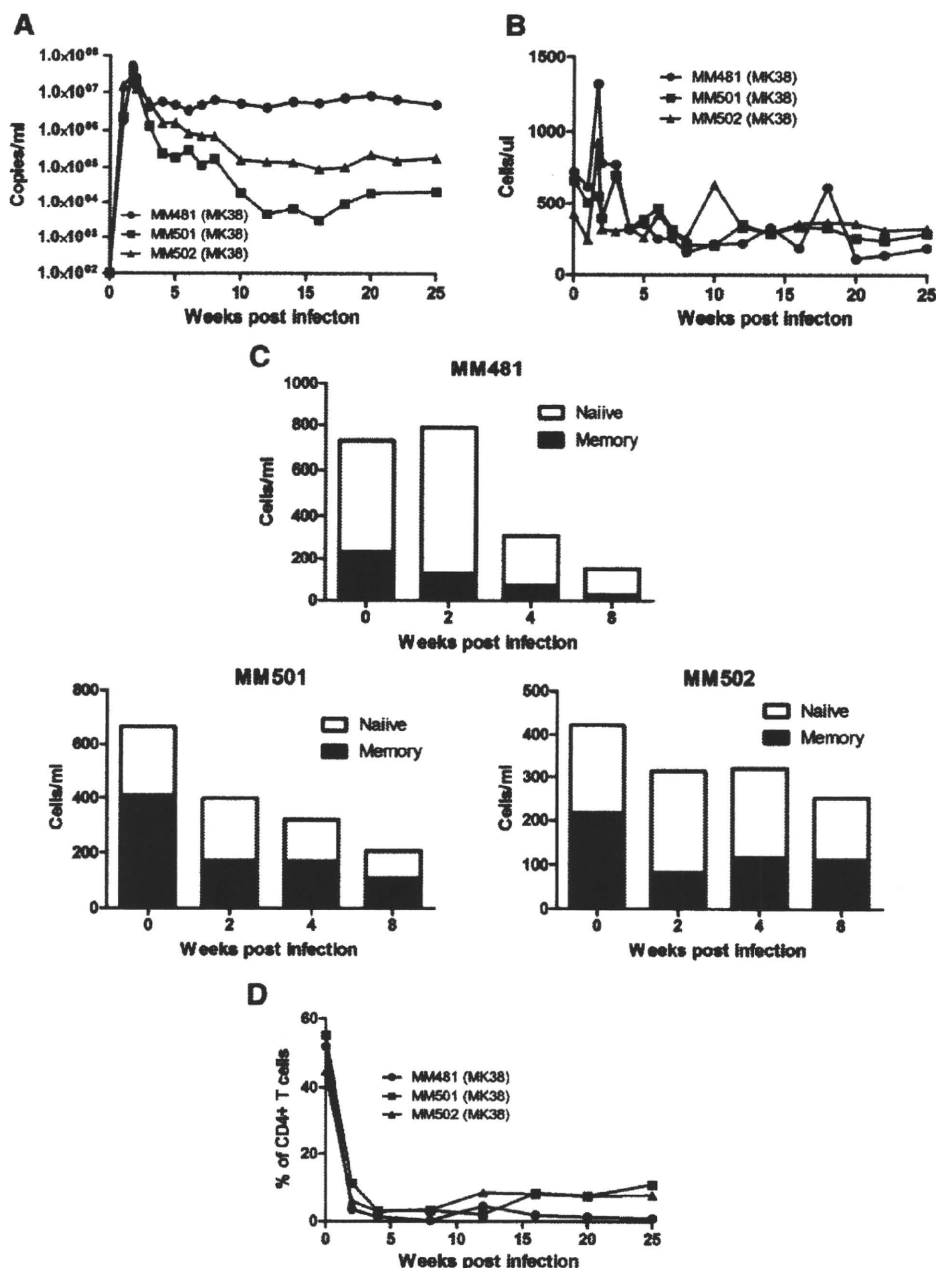 A
1.0x10^08
1.0x10^07
1.0x10^06
1.0x10^05
1.0x10^04
1.0x10^03
1.0x10^02
Copies/ml
MM481 (MK38)
MM501 (MK38)
MM502 (MK38)
0 5 10 15 20 25
Weeks post infecton
B
1500
1000
500
0
Cells/ul
MM481 (MK38)
MM501 (MK38)
MM502 (MK38)
0 5 10 15 20 25
Weeks post infecton
C
MM481
1000
800
600
400
200
0
Cells/ml
Naiive
Memory
0 2 4 8
Weeks post infection
MM501
800
600
400
200
0
Cells/ml
Naiive
Memory
0 2 4 8
Weeks post infection
MM502
500
400
300
200
100
0
Cells/ml
Naiive
Memory
0 2 4 8
Weeks post infection
D
60
40
20
0
% of CD4+ T cells
MM481 (MK38)
MM501 (MK38)
MM502 (MK38)
0 5 10 15 20 25
Weeks post infection